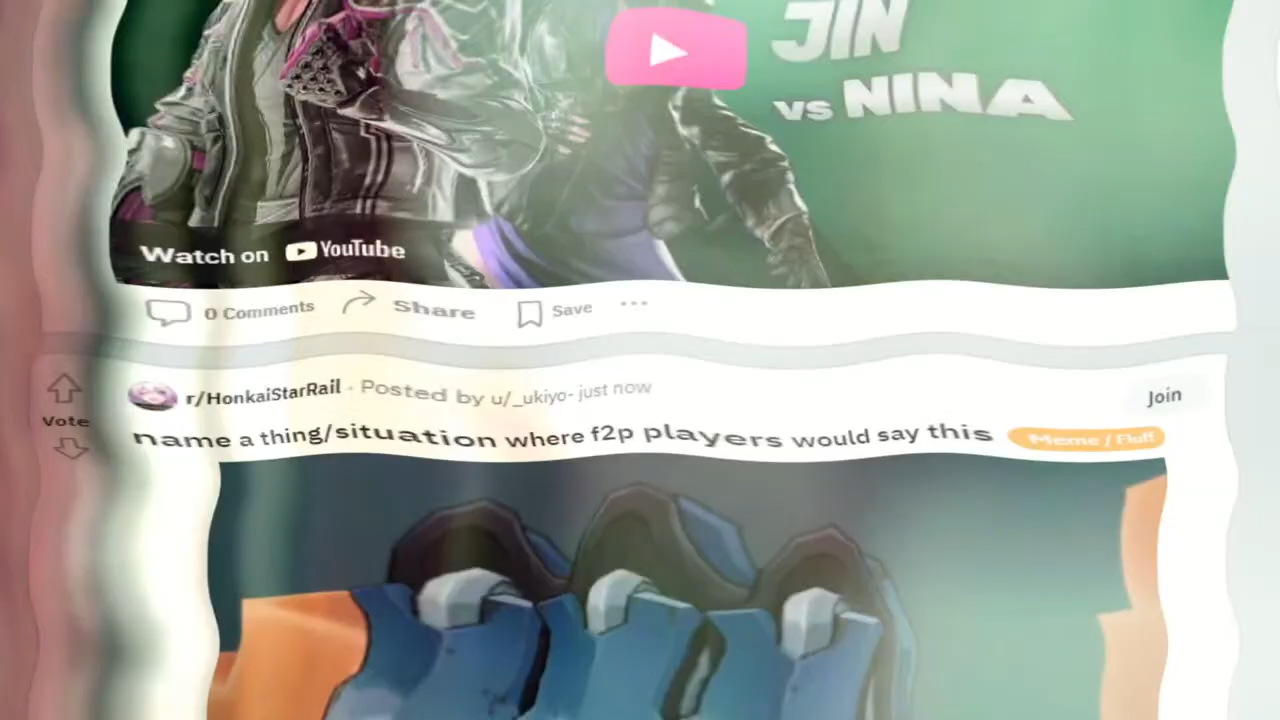 JIN
vs NINA
Watch on YouTube
0 Comments Share Save
r/HonkaiStarRail · Posted by u/_ukiyo- just now
Join
Vote
name a thing/situation where f2p players would say this Meme / Fluff